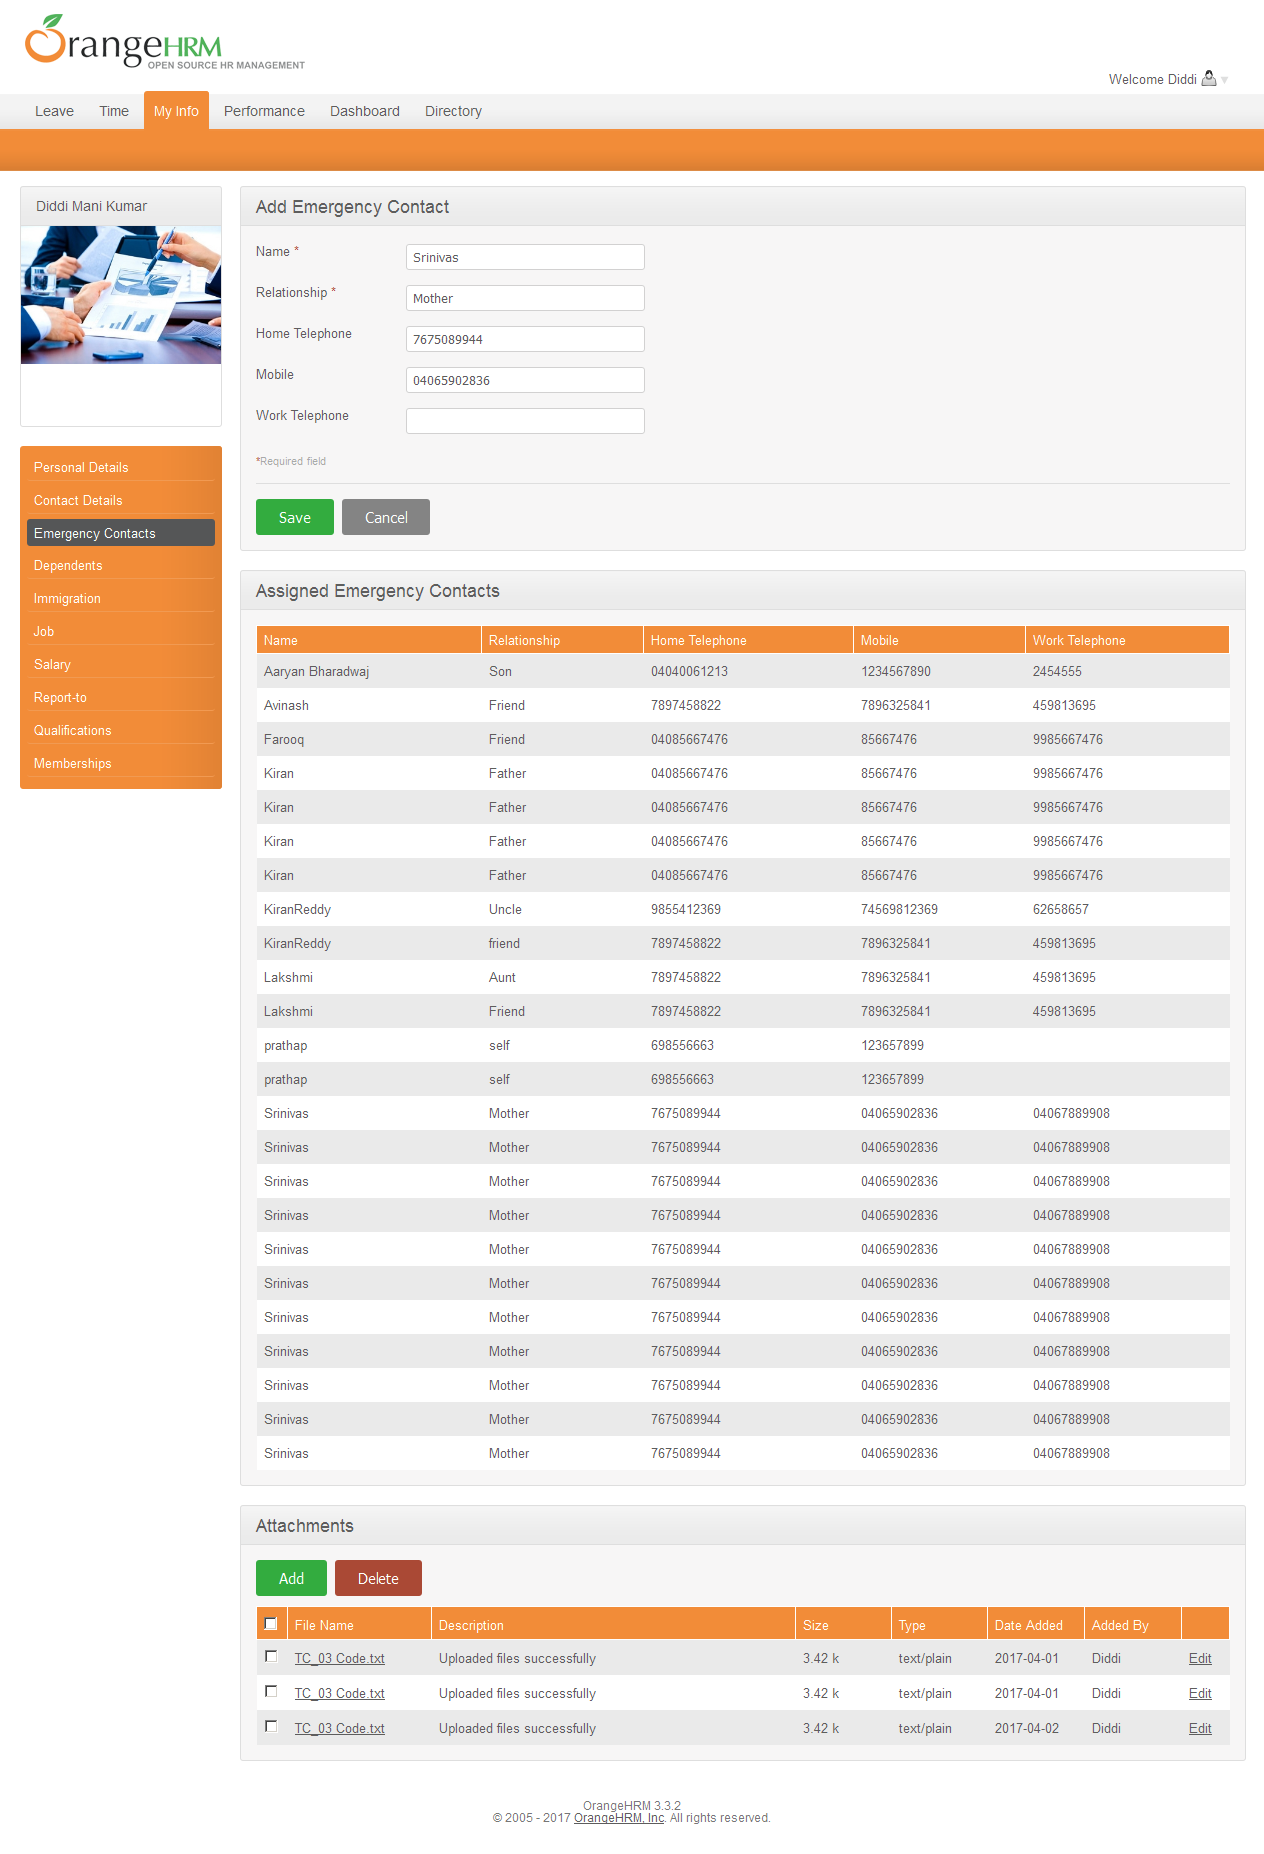 OrangeHRM
OPEN SOURCE HR MANAGEMENT
Welcome Diddi
Leave Time My Info Performance Dashboard Directory
Diddi Mani Kumar
Personal Details
Contact Details
Emergency Contacts
Dependents
Immigration
Job
Salary
Report-to
Qualifications
Memberships
Add Emergency Contact
Name * Srinivas
Relationship * Mother
Home Telephone 7675089944
Mobile 04065902836
Work Telephone
*Required field
Save Cancel
Assigned Emergency Contacts
Name Relationship Home Telephone Mobile Work Telephone
Aaryan Bharadwaj Son 04040061213 1234567890 2454555
Avinash Friend 7897458822 7896325841 459813695
Farooq Friend 04085667476 85667476 9985667476
Kiran Father 04085667476 85667476 9985667476
Kiran Father 04085667476 85667476 9985667476
Kiran Father 04085667476 85667476 9985667476
Kiran Father 04085667476 85667476 9985667476
KiranReddy Uncle 9855412369 74569812369 62658657
KiranReddy friend 7897458822 7896325841 459813695
Lakshmi Aunt 7897458822 7896325841 459813695
Lakshmi Friend 7897458822 7896325841 459813695
prathap self 698556663 123657899
prathap self 698556663 123657899
Srinivas Mother 7675089944 04065902836 04067889908
Srinivas Mother 7675089944 04065902836 04067889908
Srinivas Mother 7675089944 04065902836 04067889908
Srinivas Mother 7675089944 04065902836 04067889908
Srinivas Mother 7675089944 04065902836 04067889908
Srinivas Mother 7675089944 04065902836 04067889908
Srinivas Mother 7675089944 04065902836 04067889908
Srinivas Mother 7675089944 04065902836 04067889908
Srinivas Mother 7675089944 04065902836 04067889908
Srinivas Mother 7675089944 04065902836 04067889908
Srinivas Mother 7675089944 04065902836 04067889908
Attachments
Add Delete
File Name Description Size Type Date Added Added By
TC_03 Code.txt Uploaded files successfully 3.42 k text/plain 2017-04-01 Diddi Edit
TC_03 Code.txt Uploaded files successfully 3.42 k text/plain 2017-04-01 Diddi Edit
TC_03 Code.txt Uploaded files successfully 3.42 k text/plain 2017-04-02 Diddi Edit
OrangeHRM 3.3.2
© 2005 - 2017 OrangeHRM, Inc. All rights reserved.